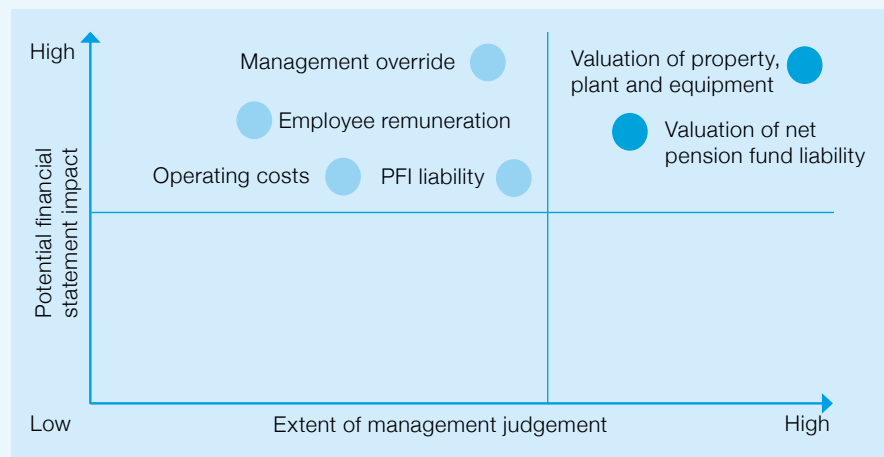 High
Management override
Valuation of property,
plant and equipment
Employee remuneration
Valuation of net
pension fund liability
Operating costs
PFI liability
Potential financial
statement impact
Low
Extent of management judgement
High